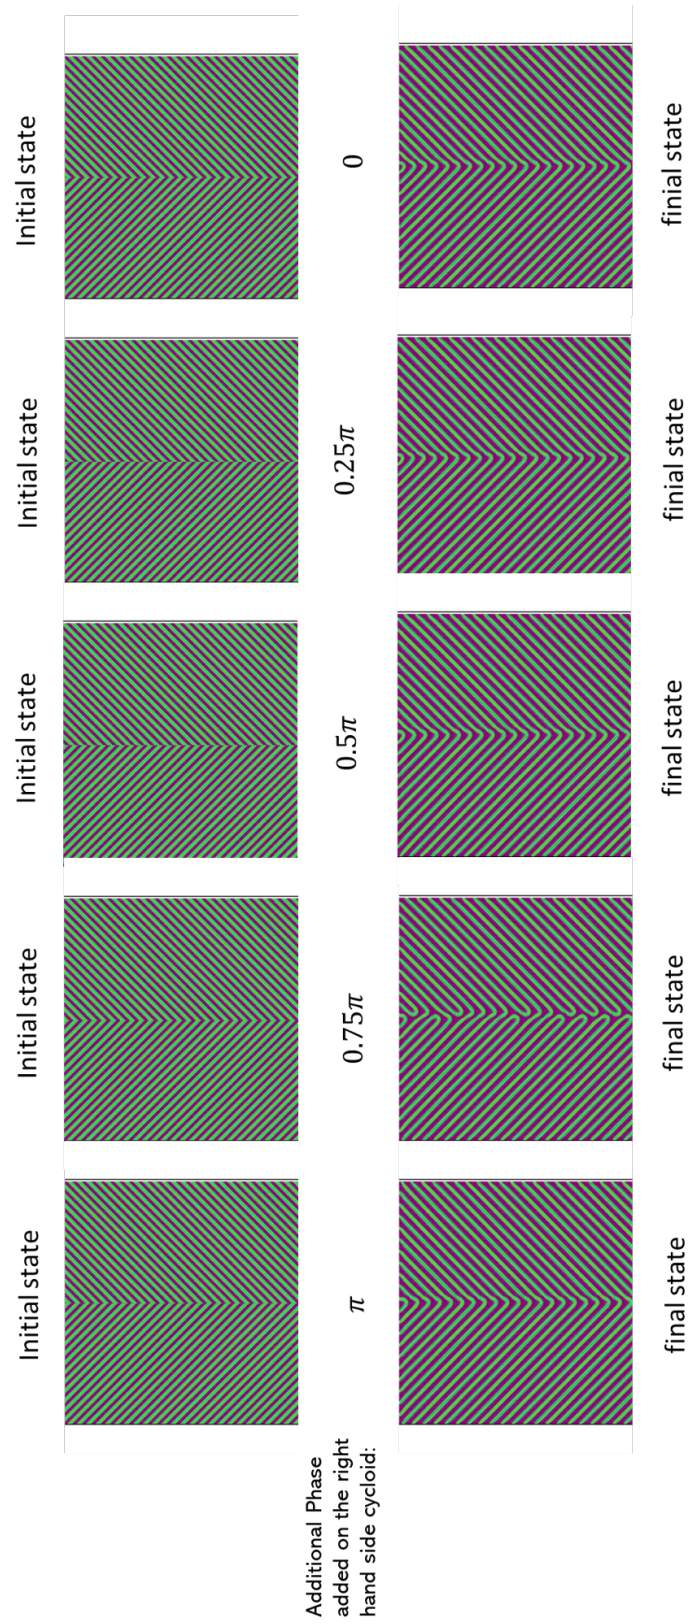 Initial state
Initial state
Initial state
Initial state
Initial state
Additional Phase
added on the right
hand side cycloid:
π
0.75π
0.5π
0.25π
0
final state
final state
final state
finial state
finial state